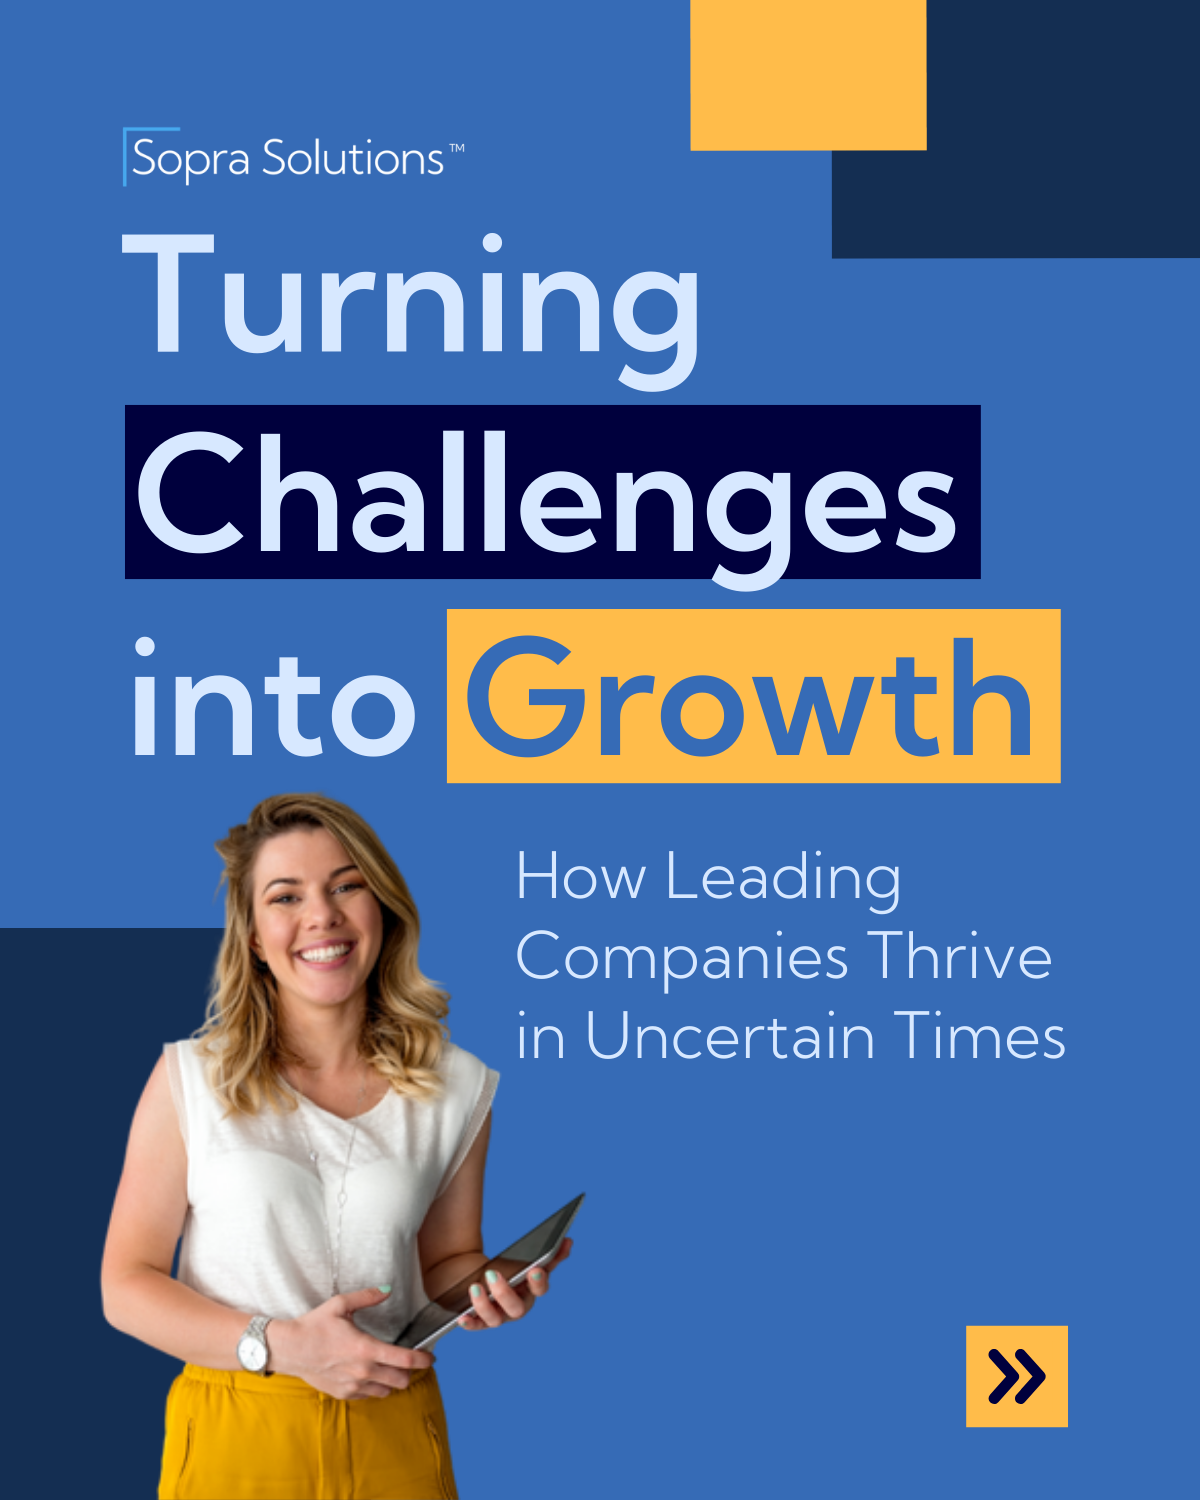 Sopra Solutions™
Turning
Challenges
into Growth
How Leading
Companies Thrive
in Uncertain Times